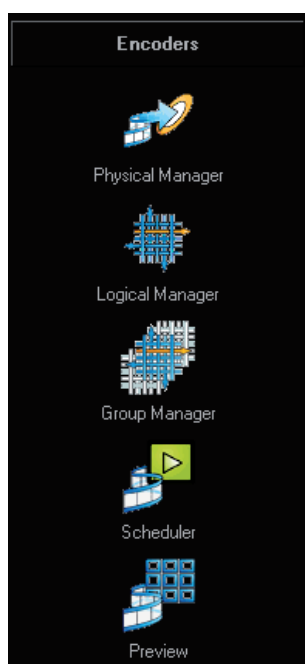 Encoders
Physical Manager
Logical Manager
Group Manager
Scheduler
Preview